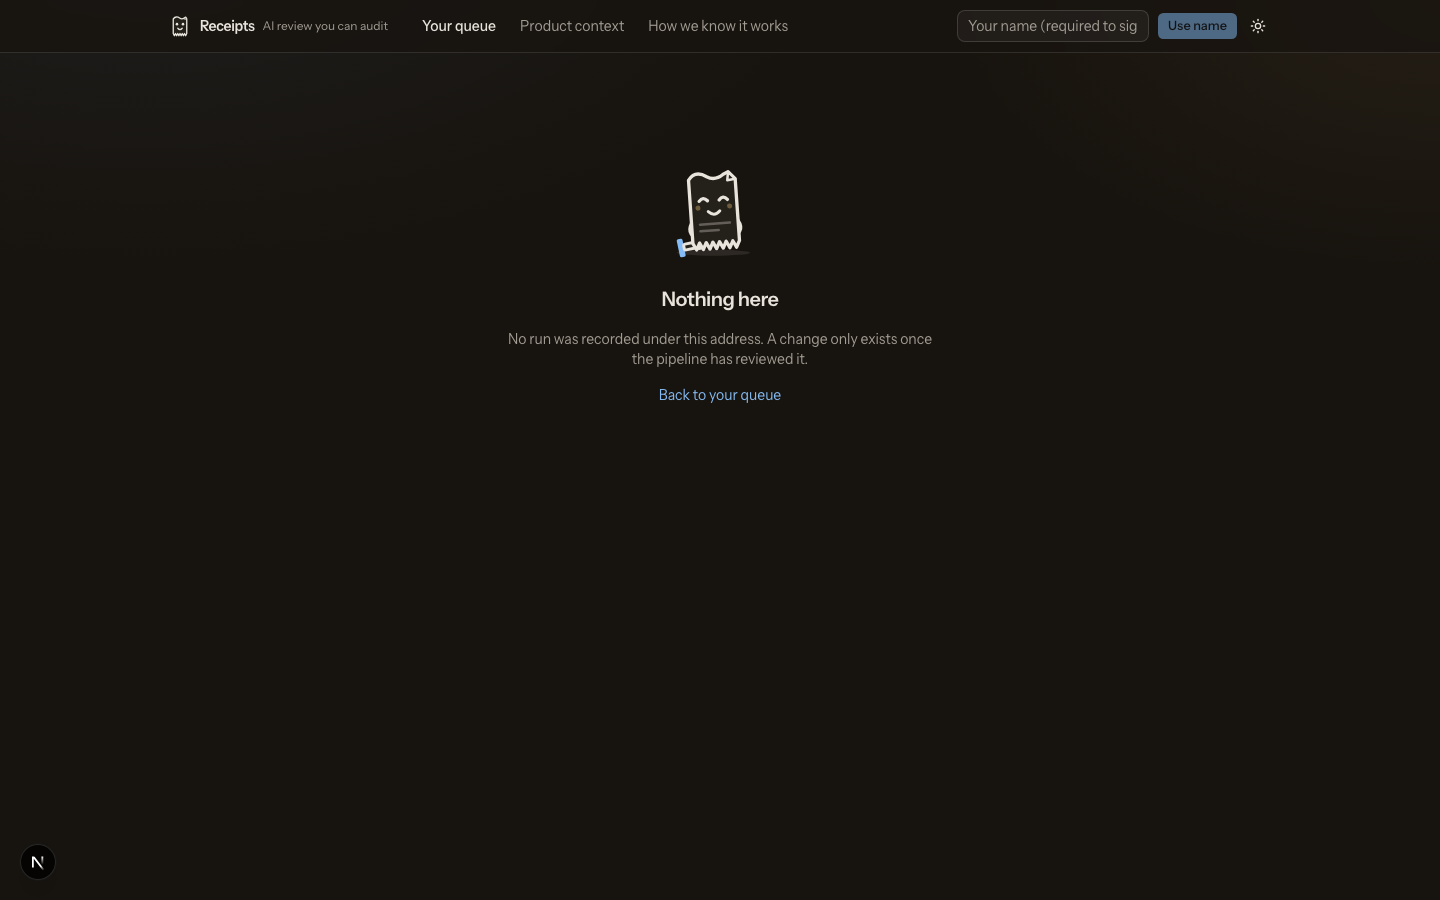 Receipts AI review you can audit Your queue Product context How we know it works Your name (required to sig Use name
Nothing here
No run was recorded under this address. A change only exists once
the pipeline has reviewed it.
Back to your queue
N